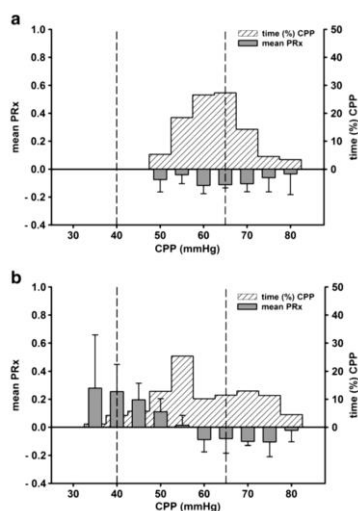 a
1.0 50
time (%) CPP
mean PRx
0.8 40
0.6 30
0.4 20
0.2 10
0.0 0
- 0.2
- 0.4
mean PRx
time (%) CPP
30 40 50 60 70 80
CPP (mmHg)
b
1.0 50
time (%) CPP
mean PRx
0.8 40
0.6 30
0.4 20
0.2 10
0.0 0
- 0.2
- 0.4
mean PRx
time (%) CPP
30 40 50 60 70 80
CPP (mmHg)